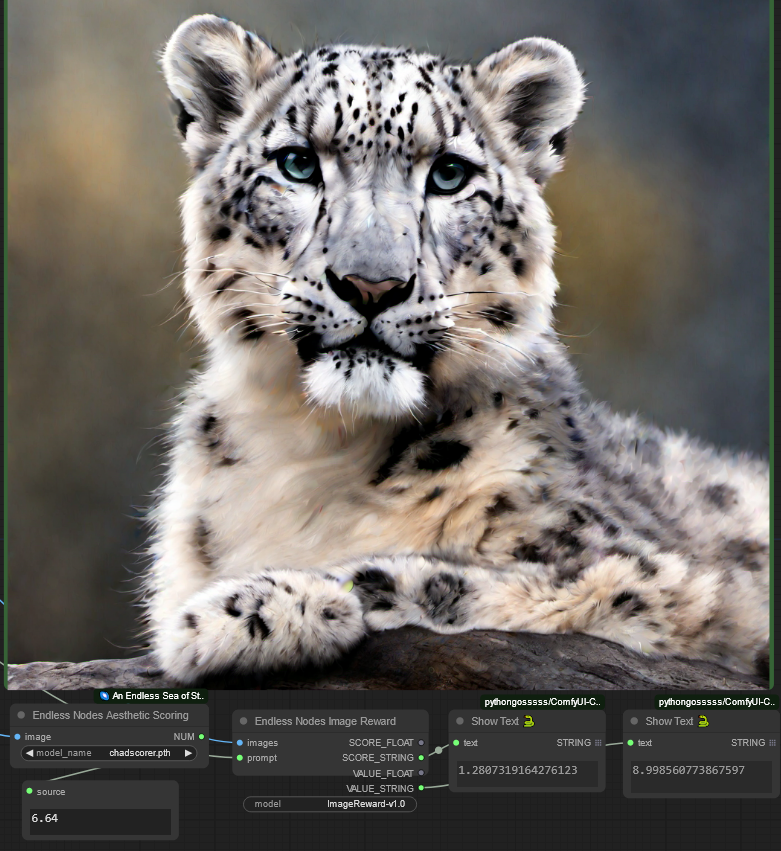 An Endless Sea of St..
Endless Nodes Aesthetic Scoring
image
NUM
model_name
chadscorer.pth
source
6.64
Endless Nodes Image Reward
images
SCORE_FLOAT
prompt
SCORE_STRING
VALUE_FLOAT
VALUE_STRING
model
ImageReward-v1.0
pythongosssss/ComfyUI-C..
Show Text
text
STRING
1.2807319164276123
pythongosssss/ComfyUI-C..
Show Text
text
STRING
8.998560773867597